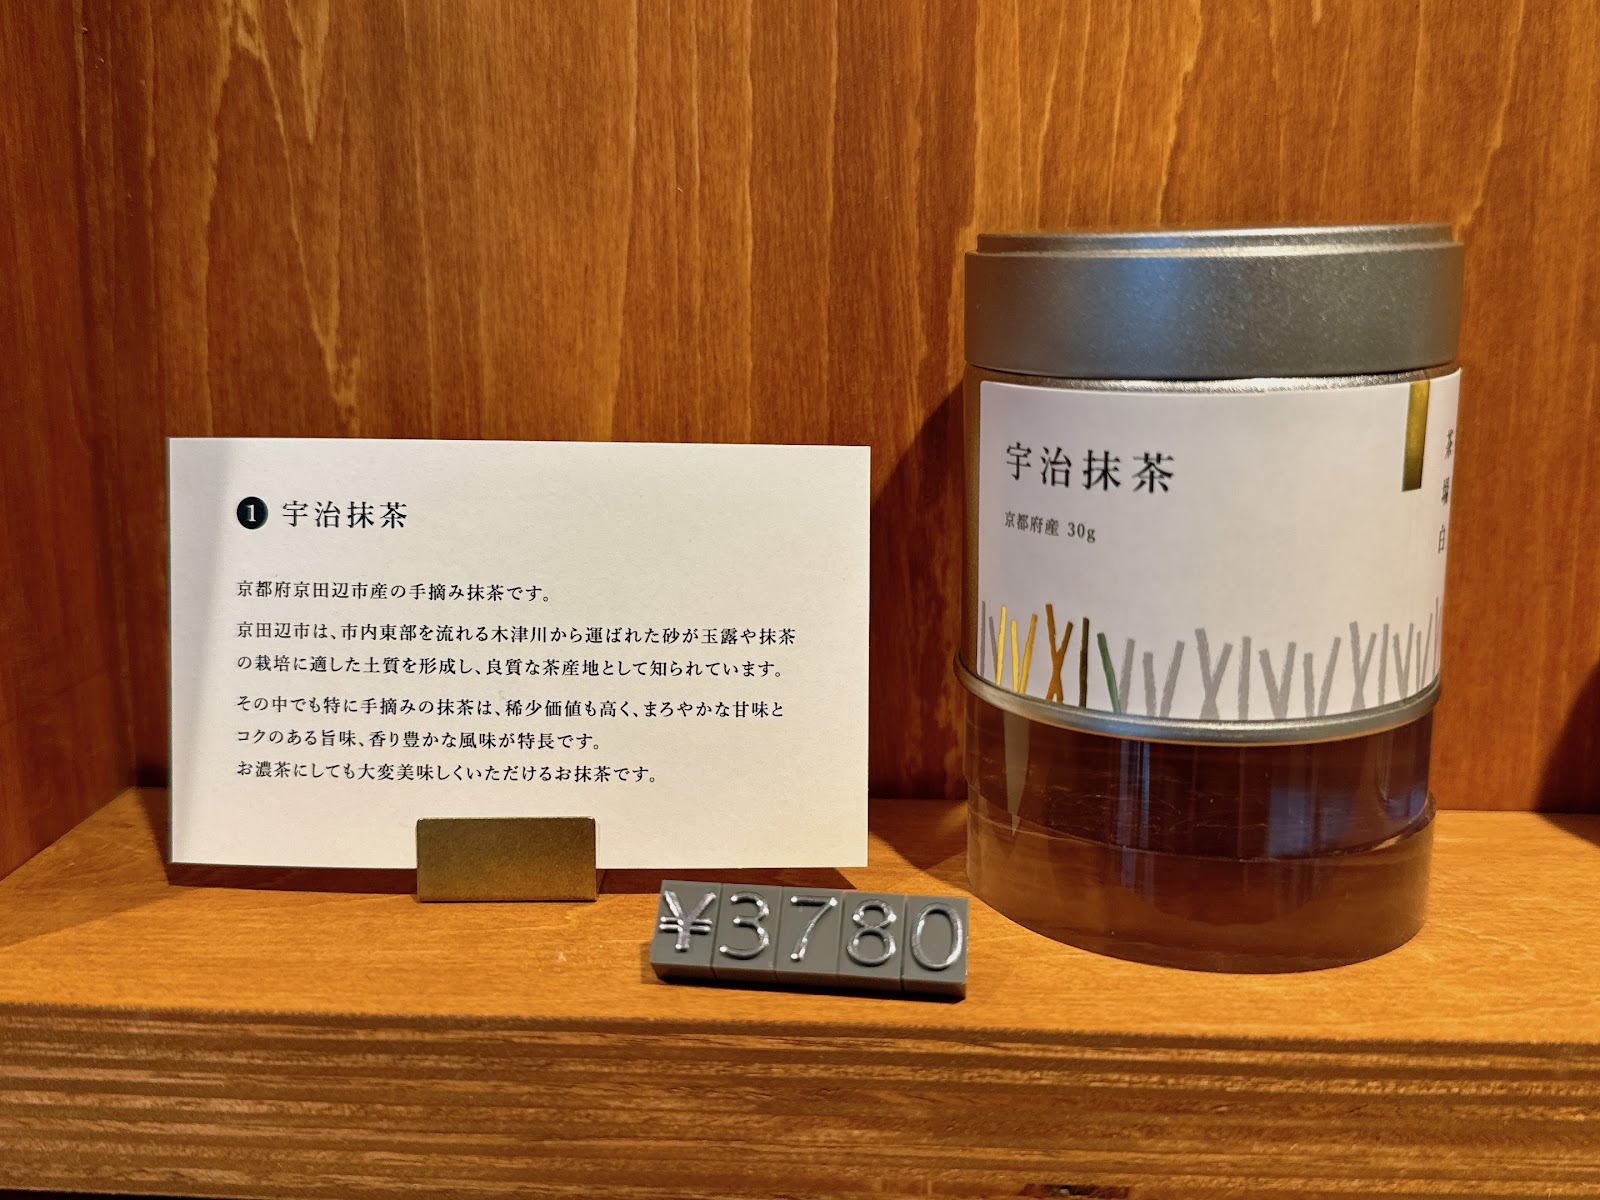 1 宇治抹茶
京都府京田辺市産の手摘み抹茶です。
京田辺市は、市内東部を流れる木津川から運ばれた砂が玉露や抹茶
の栽培に適した土質を形成し、良質な茶産地として知られています。
その中でも特に手摘みの抹茶は、稀少価値も高く、まろやかな甘味と
コクのある旨味、香り豊かな風味が特長です。
お濃茶にしても大変美味しくいただけるお抹茶です。
¥3780
宇治抹茶
京都府産 30g